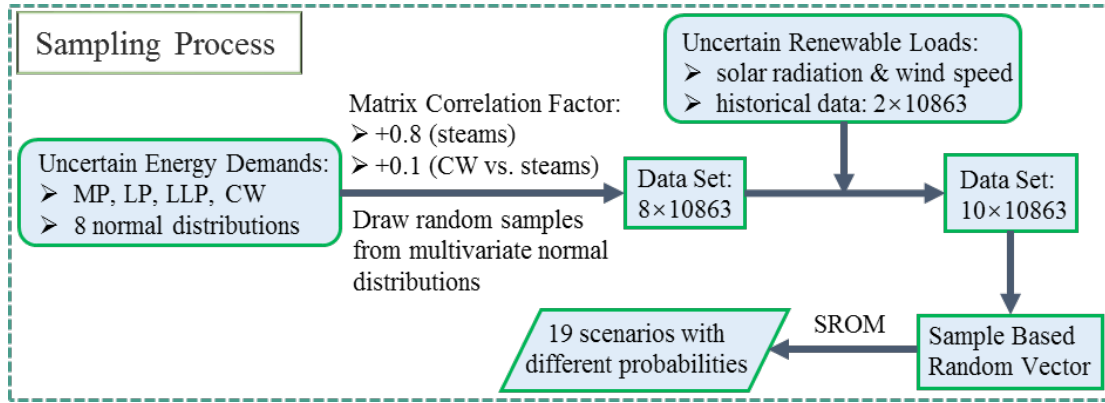 Sampling Process
Uncertain Energy Demands:
➢ MP, LP, LLP, CW
➢ 8 normal distributions
Matrix Correlation Factor:
➢ +0.8 (steams)
➢ +0.1 (CW vs. steams)
Draw random samples
from multivariate normal
distributions
Data Set:
8×10863
Uncertain Renewable Loads:
➢ solar radiation & wind speed
➢ historical data: 2×10863
Data Set:
10×10863
Sample Based
Random Vector
SROM
19 scenarios with
different probabilities